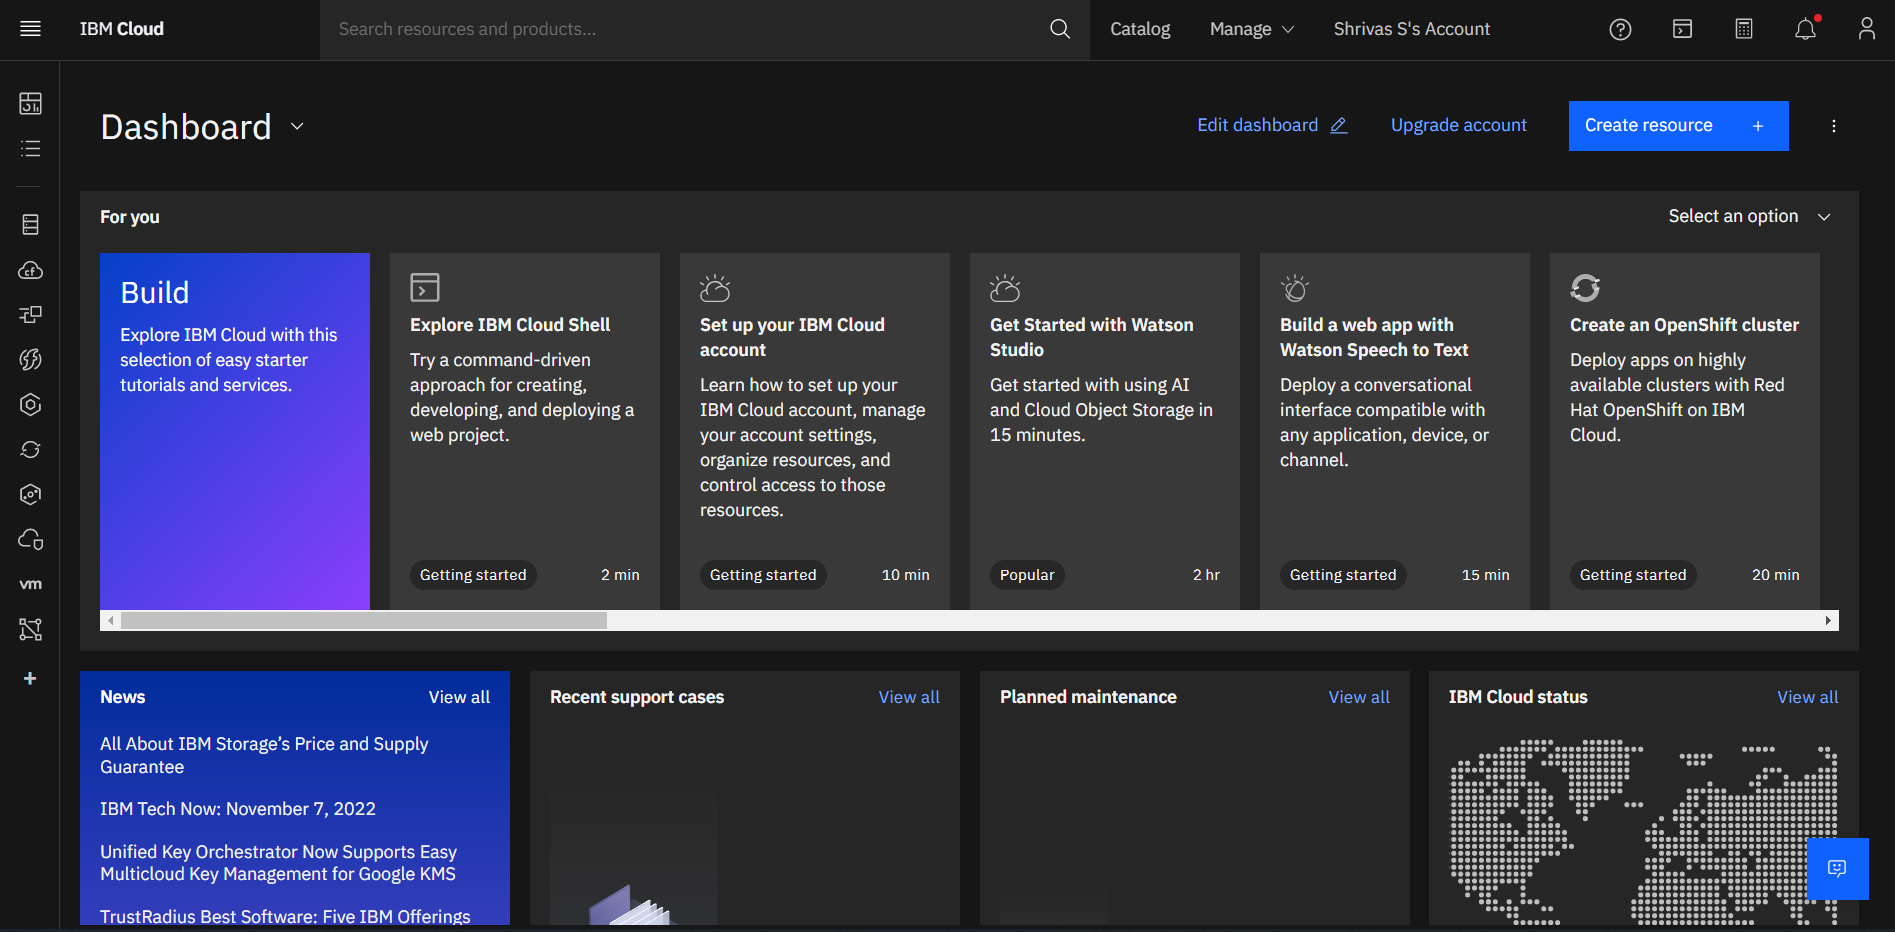 IBM Cloud
Search resources and products...
Catalog
Manage
Shrivas S's Account
Dashboard
Edit dashboard
Upgrade account
Create resource +
For you
Select an option
Build
Explore IBM Cloud with this
selection of easy starter
tutorials and services.
Explore IBM Cloud Shell
Try a command-driven
approach for creating,
developing, and deploying a
web project.
Getting started
2 min
Set up your IBM Cloud
account
Learn how to set up your
IBM Cloud account, manage
your account settings,
organize resources, and
control access to those
resources.
Getting started
10 min
Get Started with Watson
Studio
Get started with using AI
and Cloud Object Storage in
15 minutes.
Popular
2 hr
Build a web app with
Watson Speech to Text
Deploy a conversational
interface compatible with
any application, device, or
channel.
Getting started
15 min
Create an OpenShift cluster
Deploy apps on highly
available clusters with Red
Hat OpenShift on IBM
Cloud.
Getting started
20 min
cf
vm
+
News
View all
All About IBM Storage’s Price and Supply
Guarantee
IBM Tech Now: November 7, 2022
Unified Key Orchestrator Now Supports Easy
Multicloud Key Management for Google KMS
TrustRadius Best Software: Five IBM Offerings
Recent support cases
View all
Planned maintenance
View all
IBM Cloud status
View all